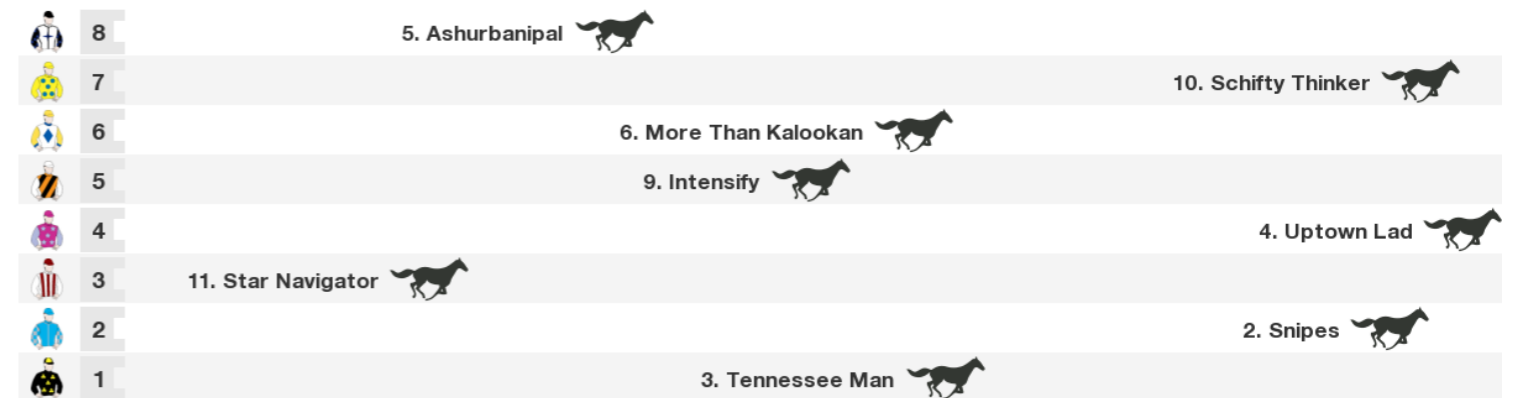 8 5. Ashurbanipal
7 10. Schifty Thinker
6 6. More Than Kalookan
5 9. Intensify
4 4. Uptown Lad
3 11. Star Navigator
2 2. Snipes
1 3. Tennessee Man